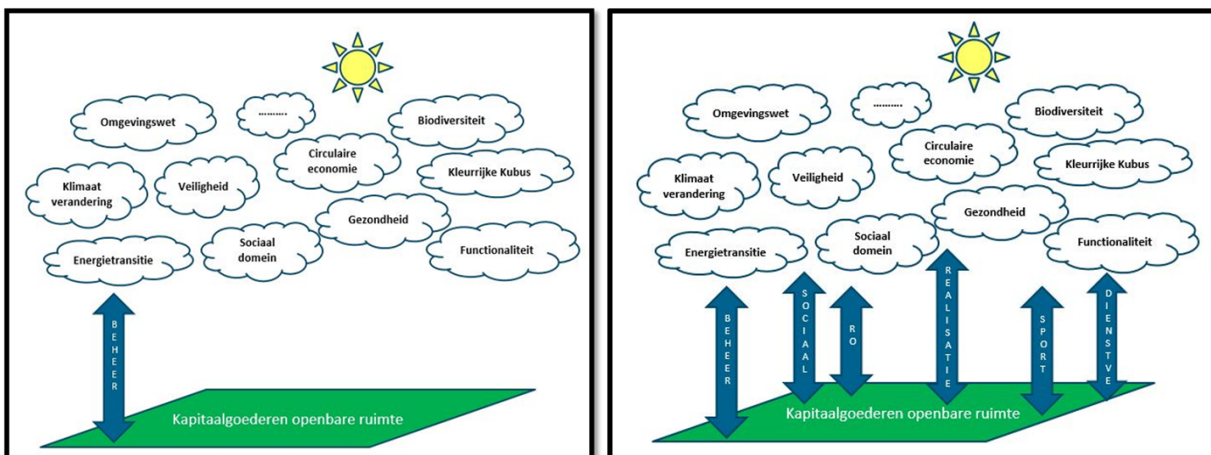 Omgevingswet
..........
Biodiversiteit
Circulaire
economie
Kleurrijke Kubus
Klimaat
verandering
Veiligheid
Gezondheid
Sociaal
domein
Functionaliteit
Energietransitie
BEHEER
Kapitaalgoederen openbare ruimte
Omgevingswet
..........
Biodiversiteit
Circulaire
economie
Kleurrijke Kubus
Klimaat
verandering
Veiligheid
Gezondheid
Sociaal
domein
Functionaliteit
Energietransitie
BEHEER
SOCIAAL
RO
REALISATIE
SPORT
DIENSTVE
Kapitaalgoederen openbare ruimte